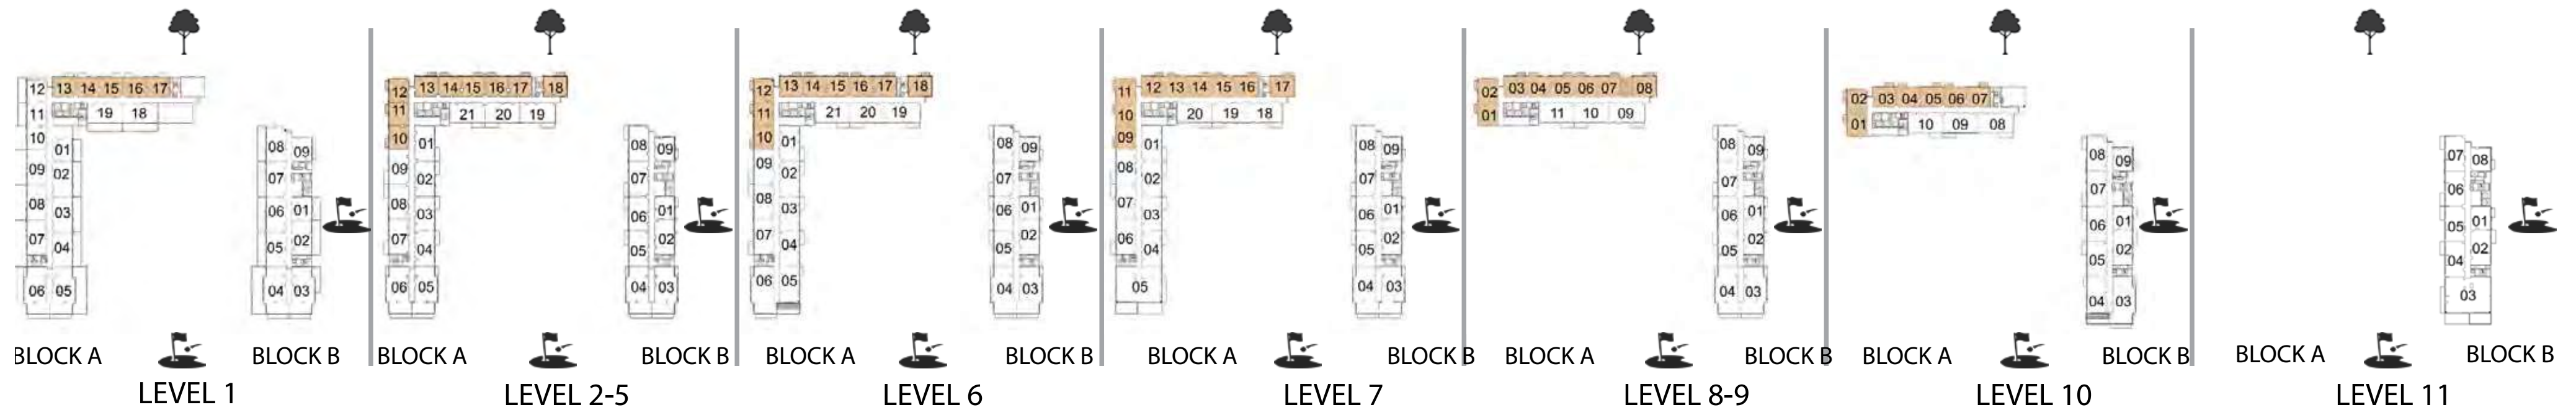 12 13 14 15 16 17
11 19 18
10 01
09 02
08 03
07 04
06 05
08 09
07
06 01
05 02
04 03
BLOCK A BLOCK B
LEVEL 1
12 13 14 15 16 17 18
11 21 20 19
10 01
09 02
08 03
07 04
06 05
08 09
07
06 01
05 02
04 03
BLOCK A BLOCK B
LEVEL 2-5
12 13 14 15 16 17 18
11 21 20 19
10 01
09 02
08 03
07 04
06 05
08 09
07
06 01
05 02
04 03
BLOCK A BLOCK B
LEVEL 6
11 12 13 14 15 16 17
10 20 19 18
09 01
08 02
07 03
06 04
05
08 09
07
06 01
05 02
04 03
BLOCK A BLOCK B
LEVEL 7
02 03 04 05 06 07 08
01 11 10 09
08 09
07
06 01
05 02
04 03
BLOCK A BLOCK B
LEVEL 8-9
02 03 04 05 06 07
01 10 09 08
08 09
07
06 01
05 02
04 03
BLOCK A BLOCK B
LEVEL 10
07 08
06
05 01
04 02
03
BLOCK A BLOCK B
LEVEL 11